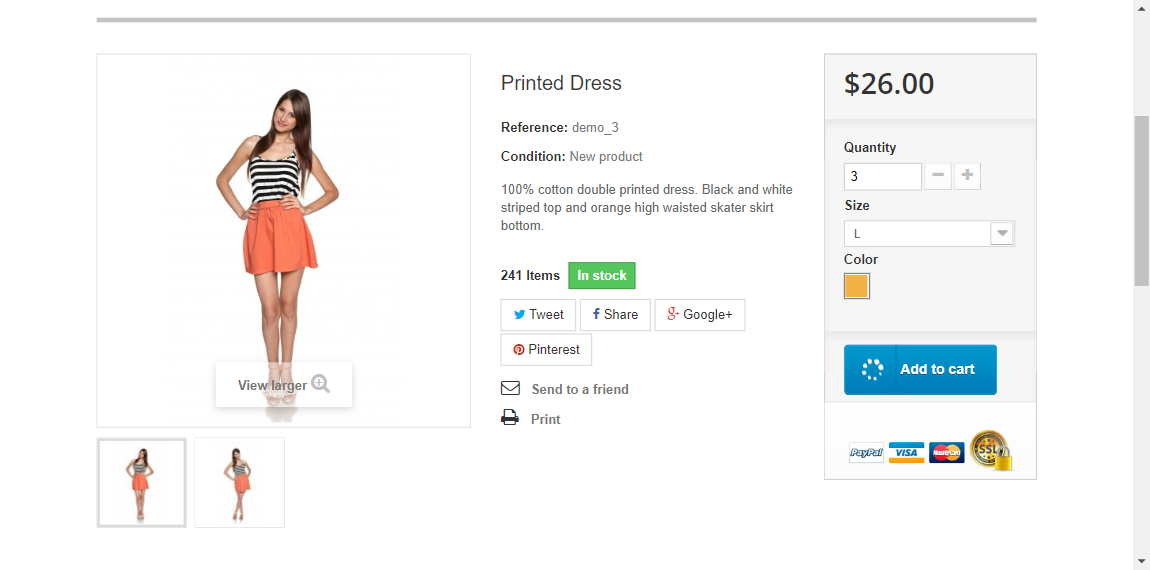 Printed Dress
Reference: demo_3
Condition: New product
100% cotton double printed dress. Black and white
striped top and orange high waisted skater skirt
bottom.
241 Items In stock
Tweet Share Google+
Pinterest
Send to a friend
Print
View larger
$26.00
Quantity
3
Size
L
Color
Add to cart
PayPal VISA MasterCard SSL